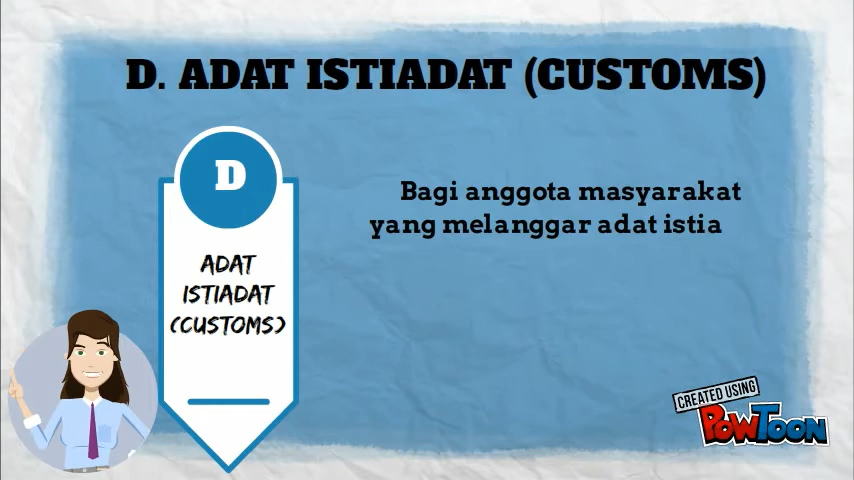 D. ADAT ISTIADAT (CUSTOMS)
D
ADAT
ISTIADAT
(CUSTOMS)
Bagi anggota masyarakat
yang melanggar adat istia
CREATED USING
POWTOON